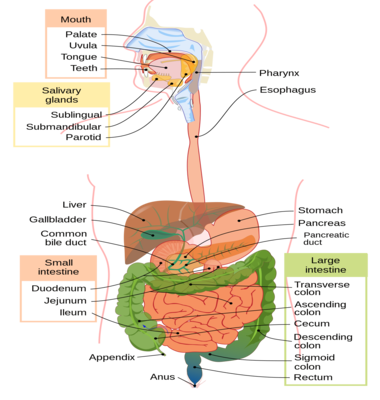 Mouth
Palate
Uvula
Tongue
Teeth
Salivary
glands
Sublingual
Submandibular
Parotid
Pharynx
Esophagus
Liver
Gallbladder
Common
bile duct
Small
intestine
Duodenum
Jejunum
Ileum
Appendix
Anus
Stomach
Pancreas
Pancreatic
duct
Large
intestine
Transverse
colon
Ascending
colon
Cecum
Descending
colon
Sigmoid
colon
Rectum